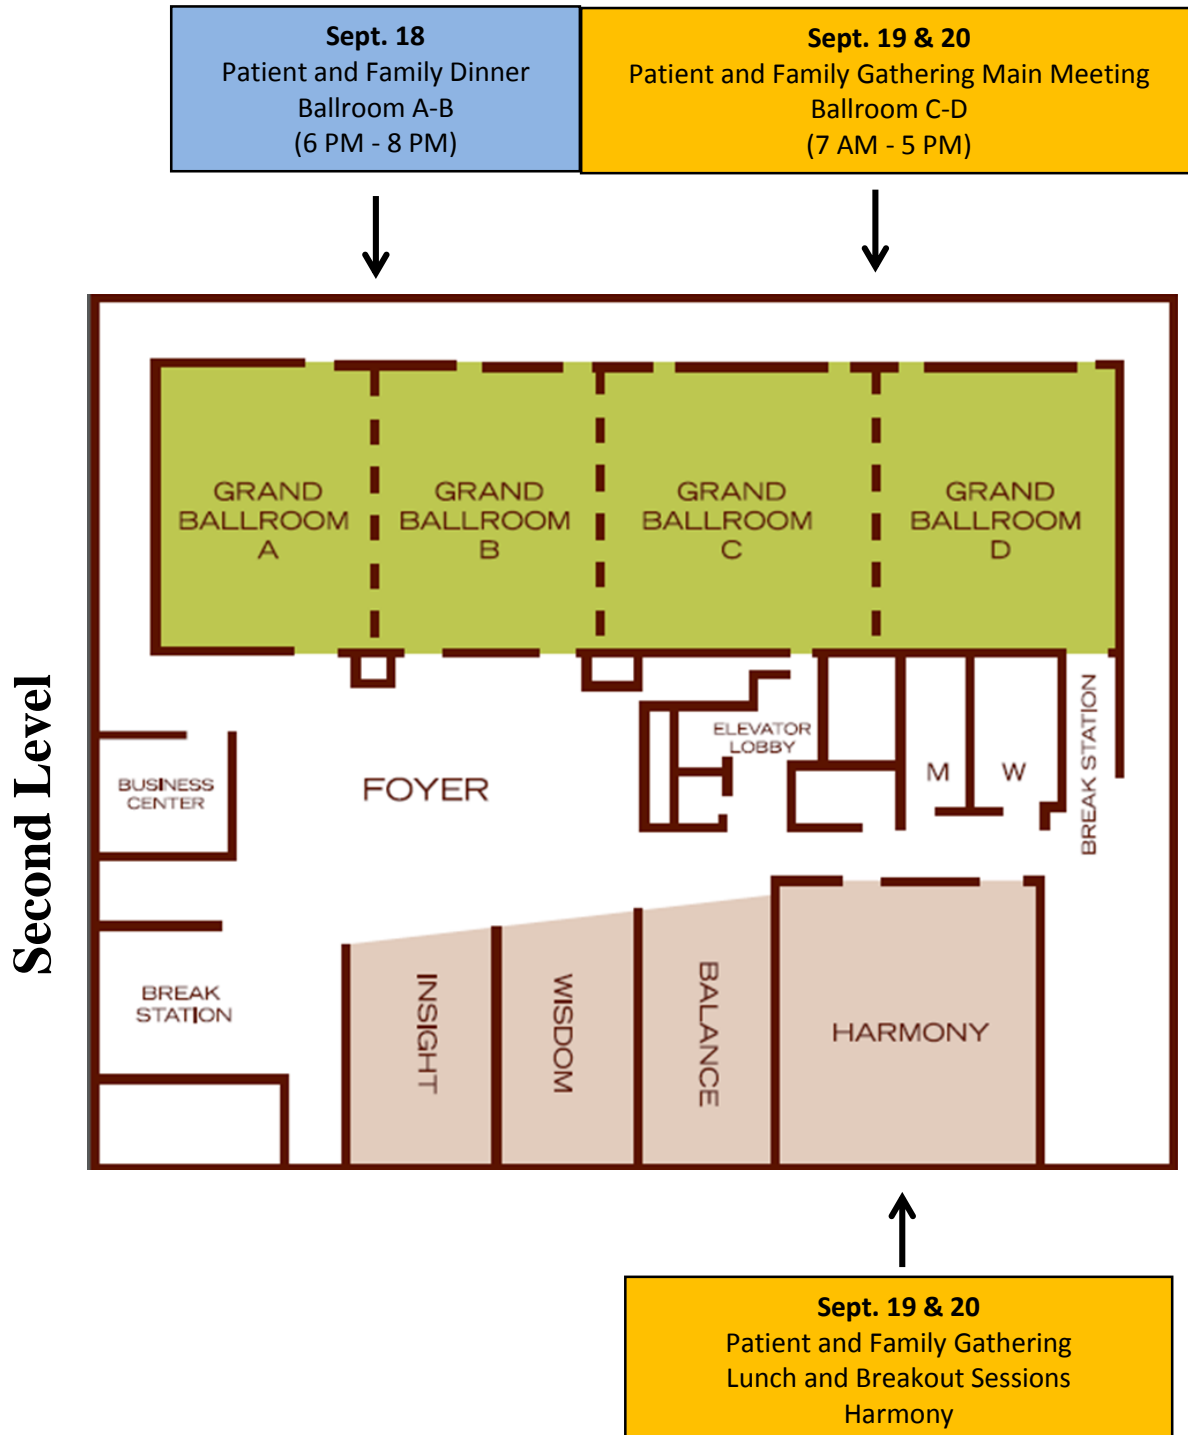 Sept. 18
Patient and Family Dinner
Ballroom A-B
(6 PM - 8 PM)
Sept. 19 & 20
Patient and Family Gathering Main Meeting
Ballroom C-D
(7 AM - 5 PM)
Second Level
GRAND
BALLROOM
A
GRAND
BALLROOM
B
GRAND
BALLROOM
C
GRAND
BALLROOM
D
BUSINESS
CENTER
FOYER
ELEVATOR
LOBBY
M
W
BREAK STATION
BREAK
STATION
INSIGHT
WISDOM
BALANCE
HARMONY
Sept. 19 & 20
Patient and Family Gathering
Lunch and Breakout Sessions
Harmony